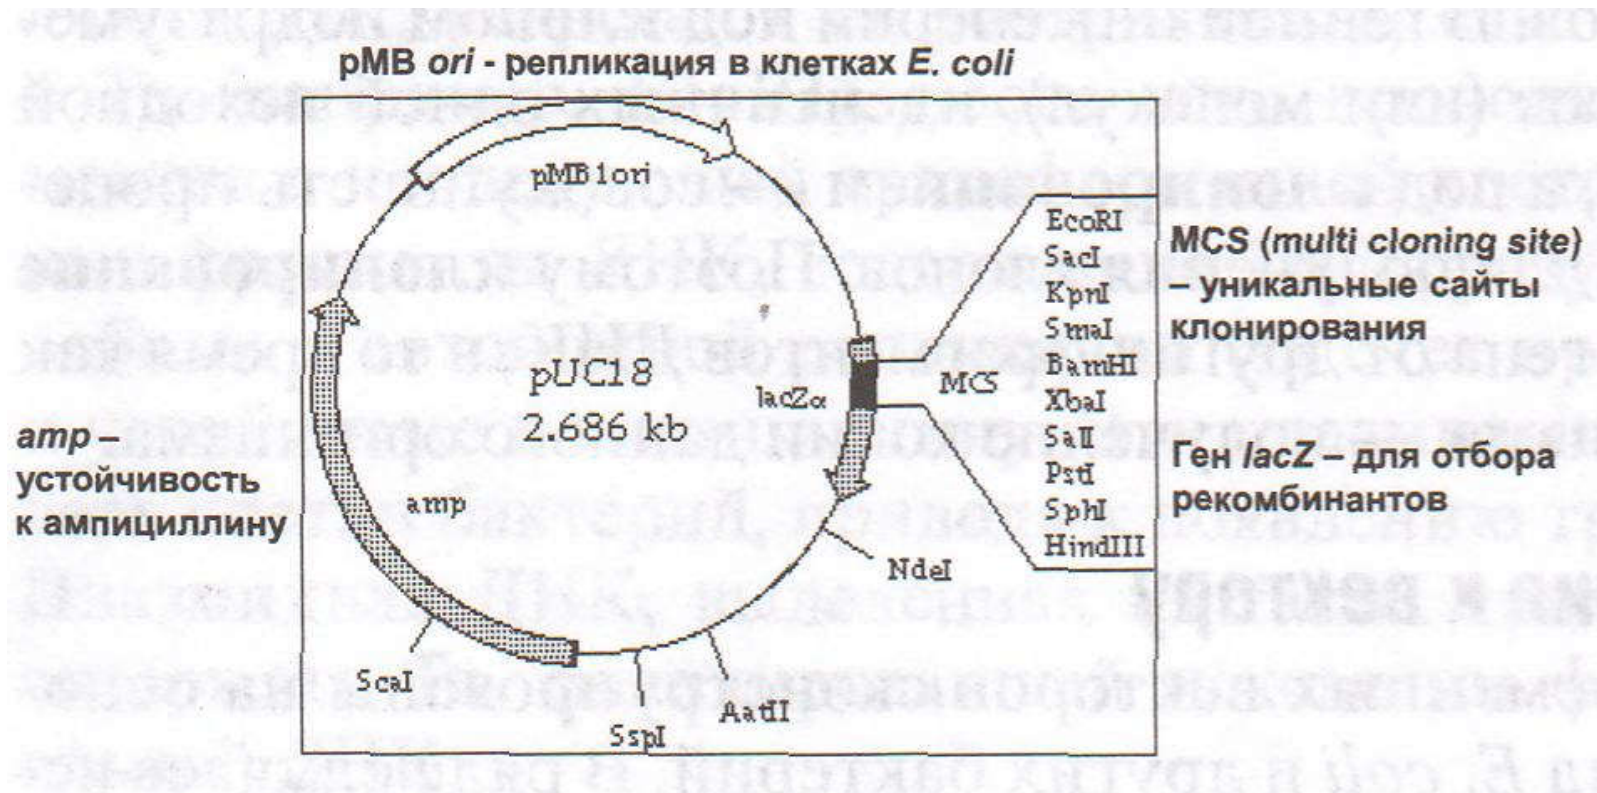 pMB ori - репликация в клетках E. coli
pMB1ori
EcoRI
SacI
KpnI
SmaI
BamHI
XbaI
SalI
PstI
SphI
HindIII
MCS (multi cloning site)
– уникальные сайты
клонирования
pUC18
2.686 kb
lacZα
MCS
amp –
устойчивость
к ампициллину
amp
Ген lacZ – для отбора
рекомбинантов
NdeI
ScaI
SspI
AatII